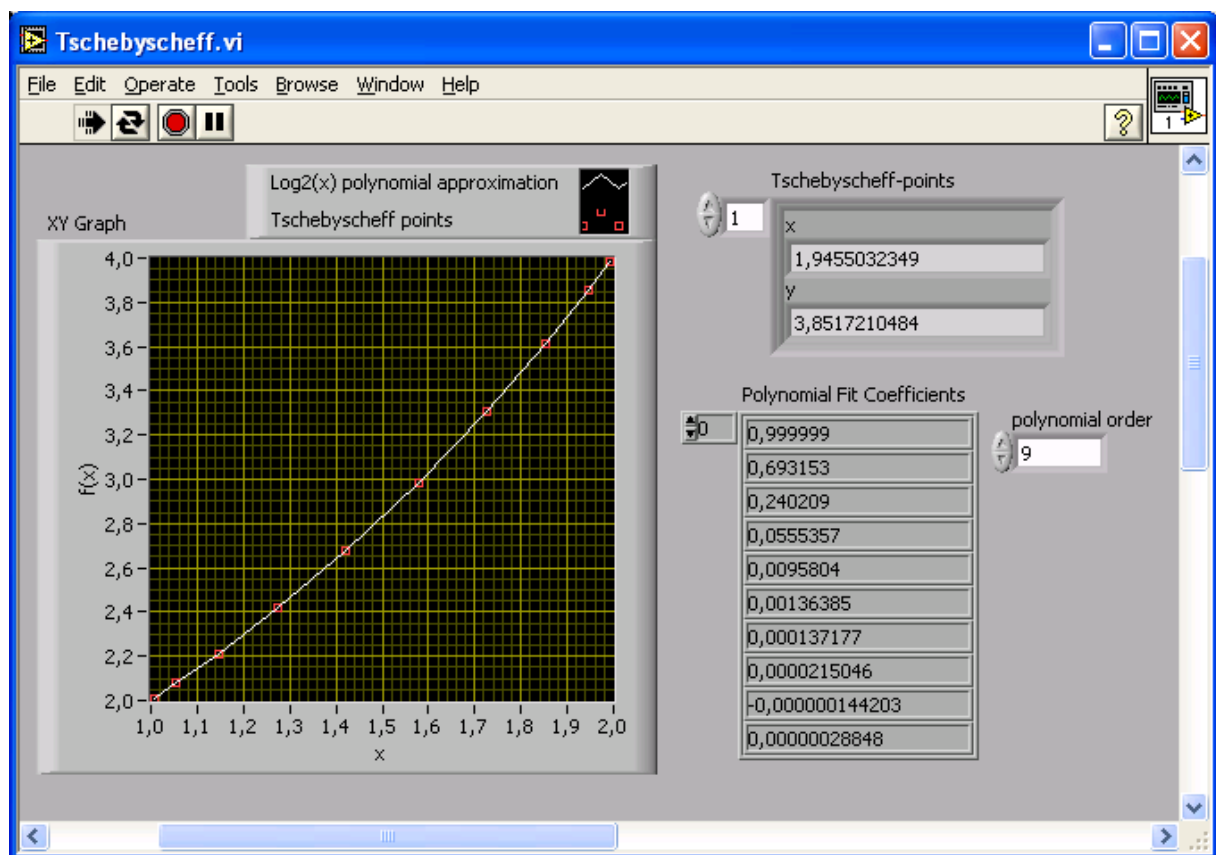 Tschebyscheff.vi
File Edit Operate Tools Browse Window Help
1
Log2(x) polynomial approximation
Tschebyscheff points
XY Graph
4,0
3,8
3,6
3,4
3,2
3,0
2,8
2,6
2,4
2,2
2,0
f(x)
1,0 1,1 1,2 1,3 1,4 1,5 1,6 1,7 1,8 1,9 2,0
x
Tschebyscheff-points
1
x
1,9455032349
y
3,8517210484
Polynomial Fit Coefficients
0
0,999999
0,693153
0,240209
0,0555357
0,0095804
0,00136385
0,000137177
0,0000215046
-0,000000144203
0,00000028848
polynomial order
9